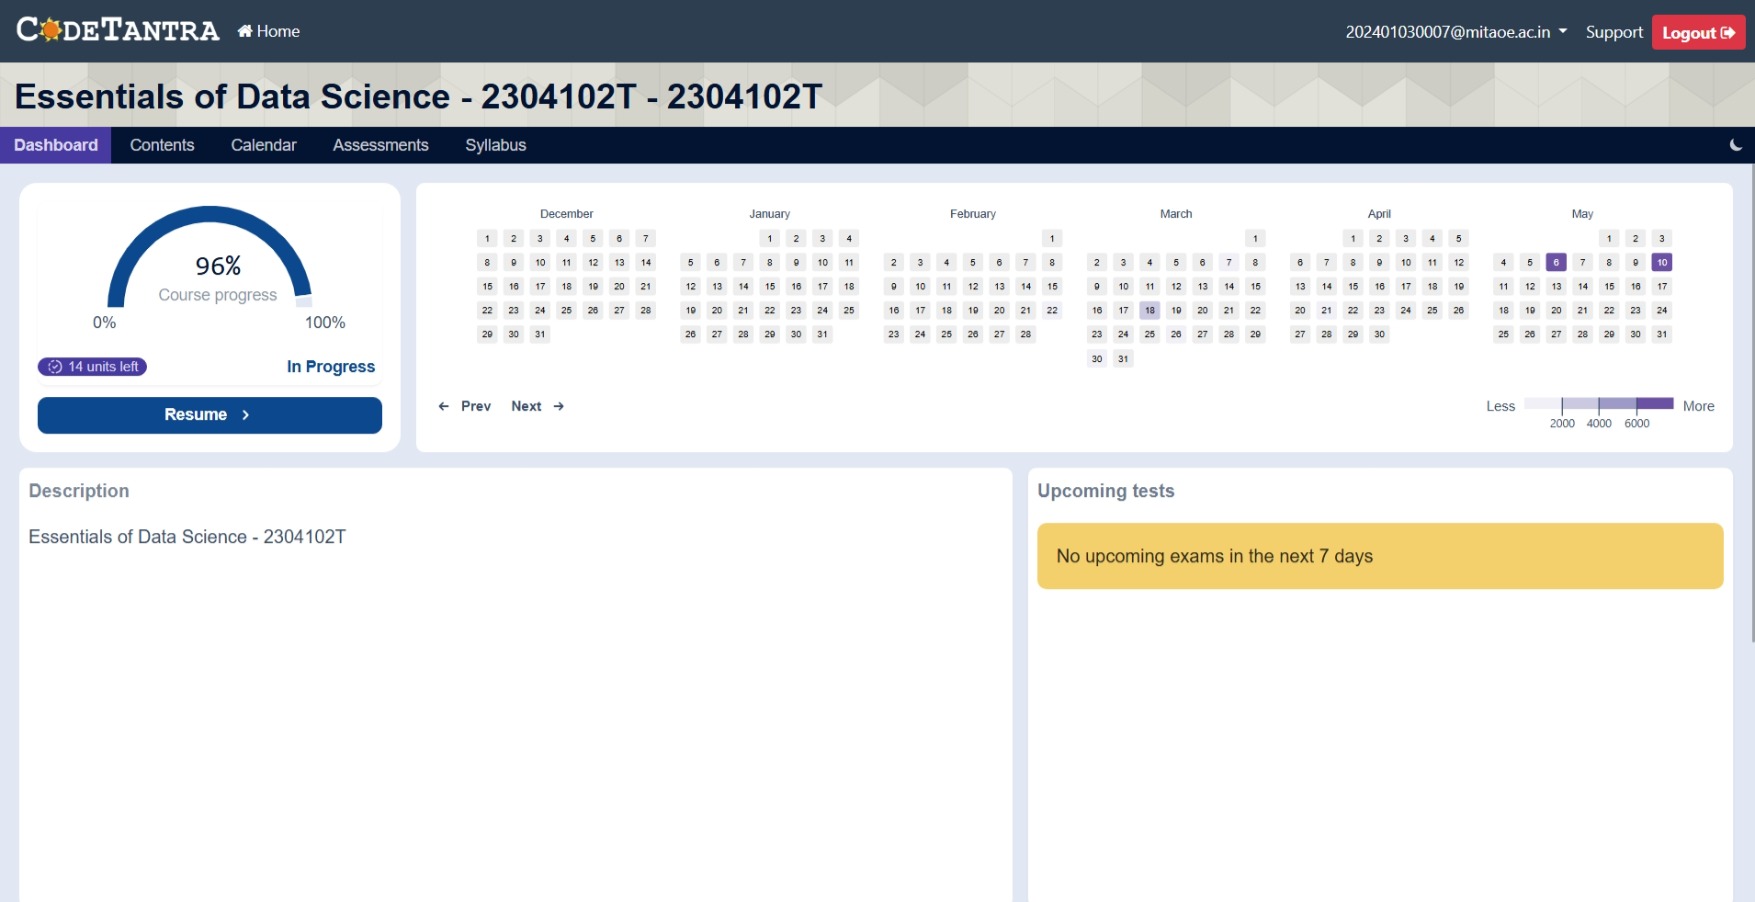 CODETANTRA Home 202401030007@mitaoe.ac.in Support Logout
Essentials of Data Science - 2304102T - 2304102T
Dashboard Contents Calendar Assessments Syllabus
96%
Course progress
0% 100%
14 units left In Progress
Resume
December January February March April May
1 2 3 4 5 6 7 1 2 3 4 1 1 1 2 3 4 5 1 2 3
8 9 10 11 12 13 14 5 6 7 8 9 10 11 2 3 4 5 6 7 8 2 3 4 5 6 7 8 6 7 8 9 10 11 12 4 5 6 7 8 9 10
15 16 17 18 19 20 21 12 13 14 15 16 17 18 9 10 11 12 13 14 15 9 10 11 12 13 14 15 13 14 15 16 17 18 19 11 12 13 14 15 16 17
22 23 24 25 26 27 28 19 20 21 22 23 24 25 16 17 18 19 20 21 22 16 17 18 19 20 21 22 20 21 22 23 24 25 26 18 19 20 21 22 23 24
29 30 31 26 27 28 29 30 31 23 24 25 26 27 28 23 24 25 26 27 28 29 27 28 29 30 25 26 27 28 29 30 31
30 31
← Prev Next → Less More
2000 4000 6000
Description
Essentials of Data Science - 2304102T
Upcoming tests
No upcoming exams in the next 7 days